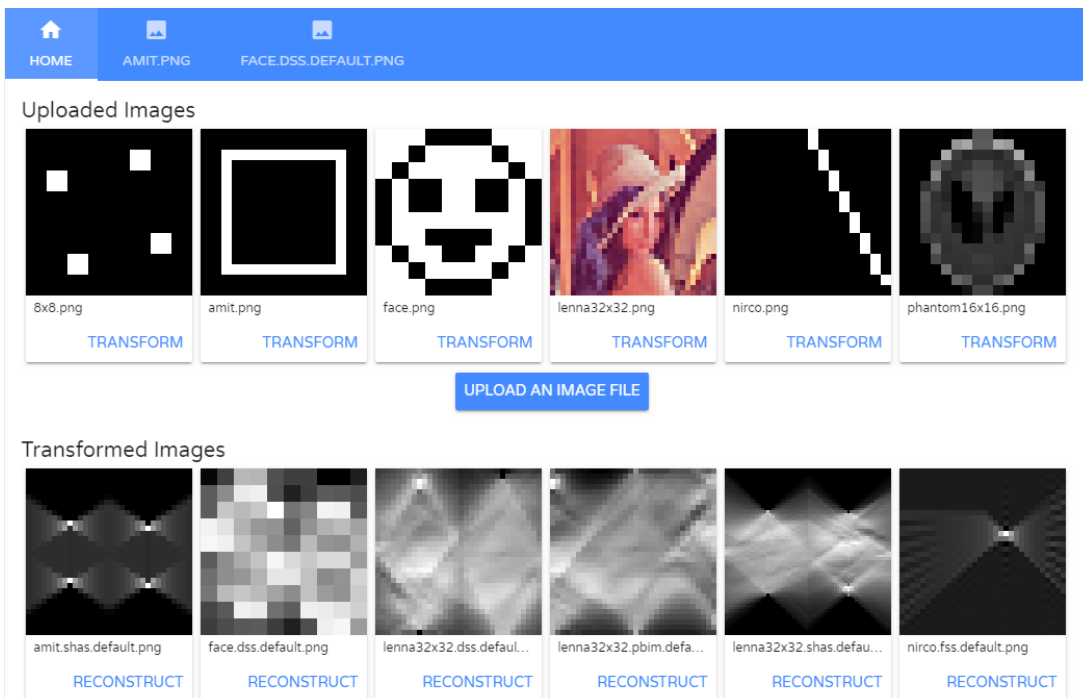 HOME AMIT.PNG FACE.DSS.DEFAULT.PNG
Uploaded Images
8x8.png amit.png face.png lenna32x32.png nirco.png phantom16x16.png
TRANSFORM TRANSFORM TRANSFORM TRANSFORM TRANSFORM TRANSFORM
UPLOAD AN IMAGE FILE
Transformed Images
amit.shas.default.png face.dss.default.png lenna32x32.dss.defaul... lenna32x32.pbim.defa... lenna32x32.shas.defau... nirco.fss.default.png
RECONSTRUCT RECONSTRUCT RECONSTRUCT RECONSTRUCT RECONSTRUCT RECONSTRUCT